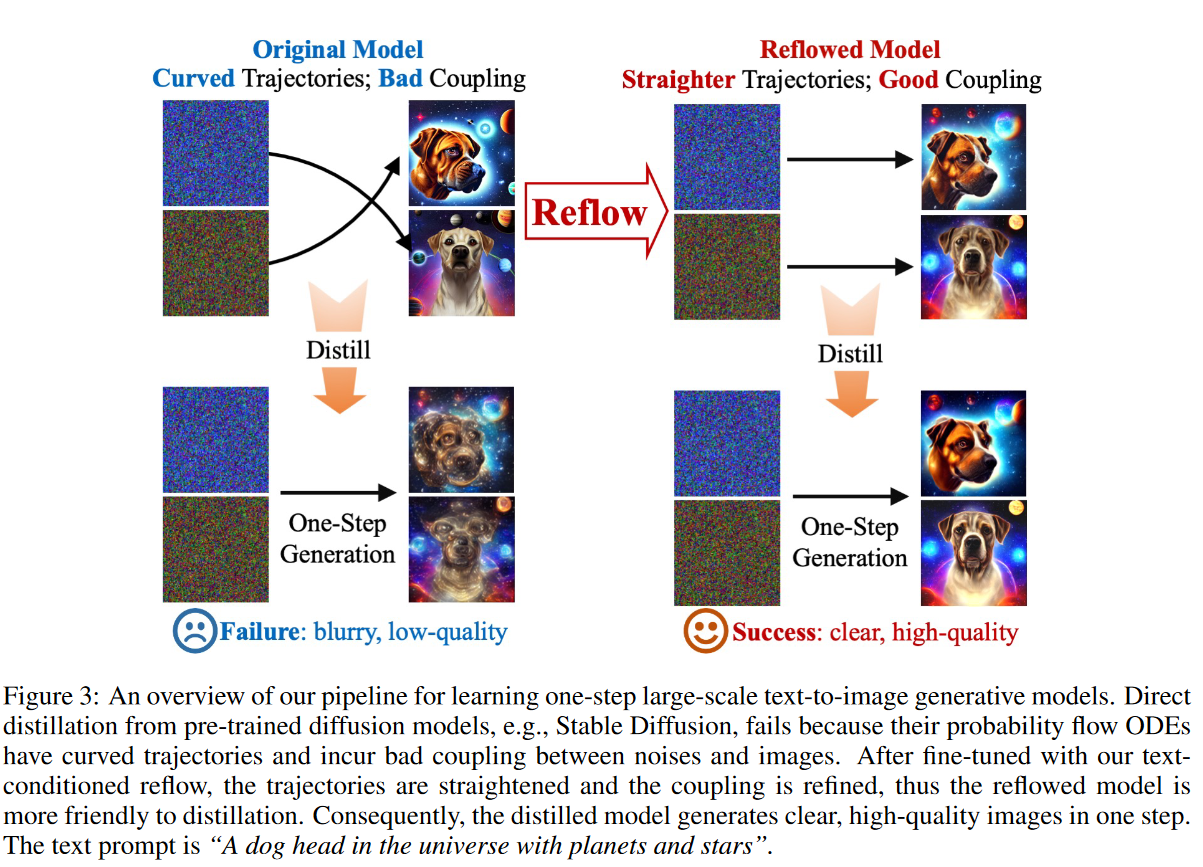 Original Model
Curved Trajectories; Bad Coupling
Reflowed Model
Straighter Trajectories; Good Coupling
Reflow
Distill
Distill
One-Step
Generation
One-Step
Generation
Failure: blurry, low-quality
Success: clear, high-quality
Figure 3: An overview of our pipeline for learning one-step large-scale text-to-image generative models. Direct
distillation from pre-trained diffusion models, e.g., Stable Diffusion, fails because their probability flow ODEs
have curved trajectories and incur bad coupling between noises and images. After fine-tuned with our text-
conditioned reflow, the trajectories are straightened and the coupling is refined, thus the reflowed model is
more friendly to distillation. Consequently, the distilled model generates clear, high-quality images in one step.
The text prompt is “A dog head in the universe with planets and stars”.